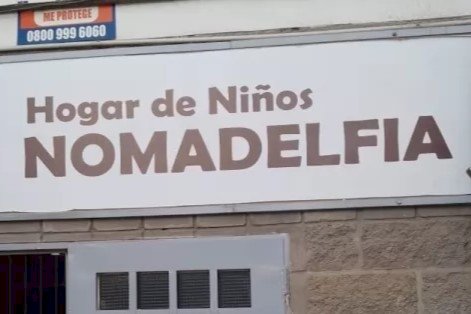 ME PROTEGE
0800 999 6060
Hogar de Niños
NOMADELFIA